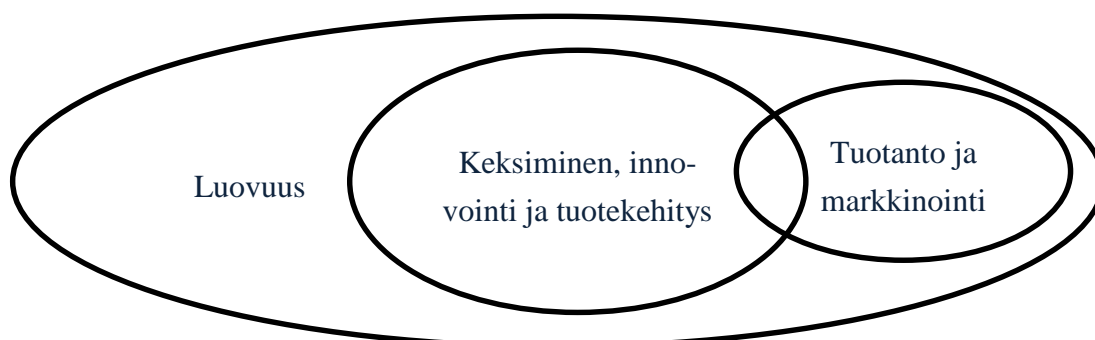 Luovuus
Keksiminen, inno-
vointi ja tuotekehitys
Tuotanto ja
markkinointi